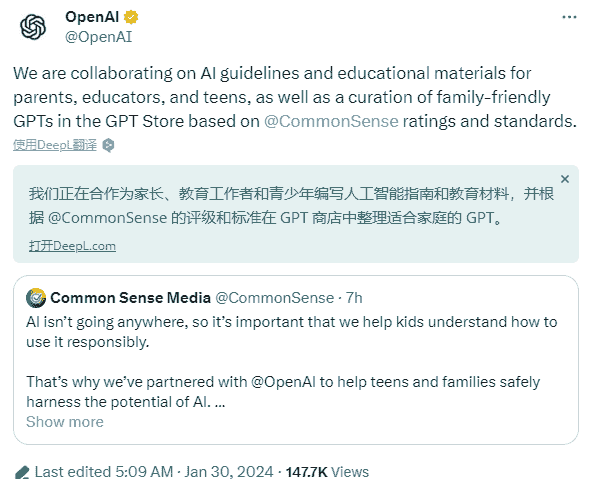 OpenAI
@OpenAI
We are collaborating on AI guidelines and educational materials for
parents, educators, and teens, as well as a curation of family-friendly
GPTs in the GPT Store based on @CommonSense ratings and standards.
使用DeepL翻译
我们正在合作为家长、教育工作者和青少年编写人工智能指南和教育材料，并根
据 @CommonSense 的评级和标准在 GPT 商店中整理适合家庭的 GPT。
打开DeepL.com
Common Sense Media @CommonSense · 7h
AI isn’t going anywhere, so it’s important that we help kids understand how to
use it responsibly.
That’s why we’ve partnered with @OpenAI to help teens and families safely
harness the potential of AI. ...
Show more
Last edited 5:09 AM · Jan 30, 2024 · 147.7K Views